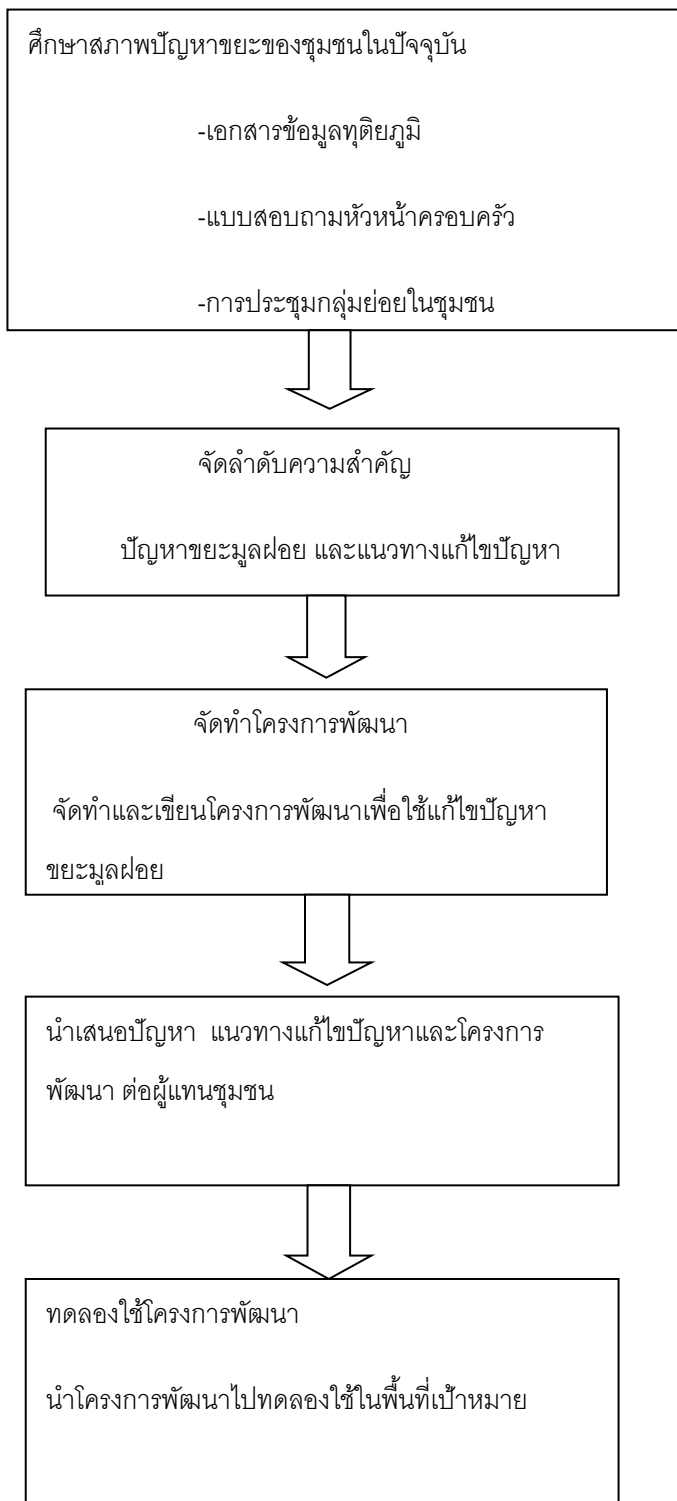 ศึกษาสภาพปัญหาขยะของชุมชนในปัจจุบัน
-เอกสารข้อมูลทุติยภูมิ
-แบบสอบถามหัวหน้าครอบครัว
-การประชุมกลุ่มย่อยในชุมชน
จัดลำดับความสำคัญ
ปัญหาขยะมูลฝอย และแนวทางแก้ไขปัญหา
จัดทำโครงการพัฒนา
จัดทำและเขียนโครงการพัฒนาเพื่อใช้แก้ไขปัญหา
ขยะมูลฝอย
นำเสนอปัญหา แนวทางแก้ไขปัญหาและโครงการ
พัฒนา ต่อผู้แทนชุมชน
ทดลองใช้โครงการพัฒนา
นำโครงการพัฒนาไปทดลองใช้ในพื้นที่เป้าหมาย